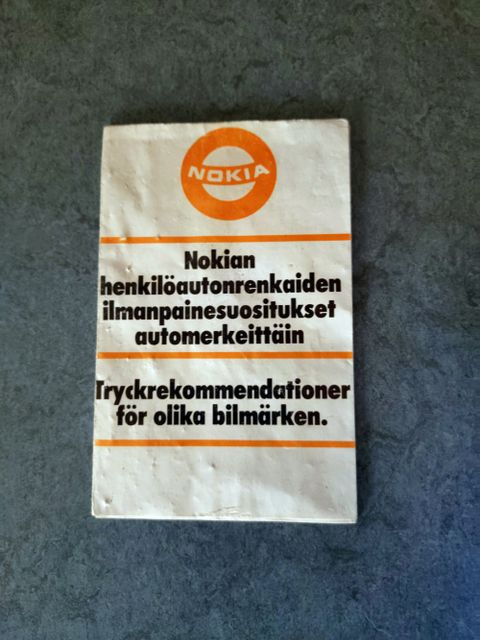 NOKIA
Nokian
henkilöautonrenkaiden
ilmanpainesuositukset
automerkeittäin
Tryckrekommendationer
för olika bilmärken.